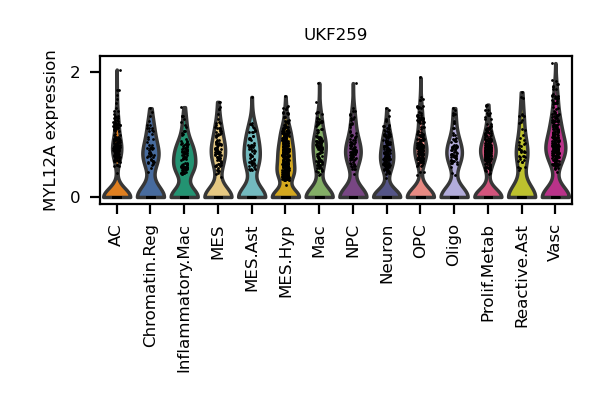 UKF259
MYL12A expression
2
0
AC
Chromatin.Reg
Inflammatory.Mac
MES
MES.Ast
MES.Hyp
Mac
NPC
Neuron
OPC
Oligo
Prolif.Metab
Reactive.Ast
Vasc